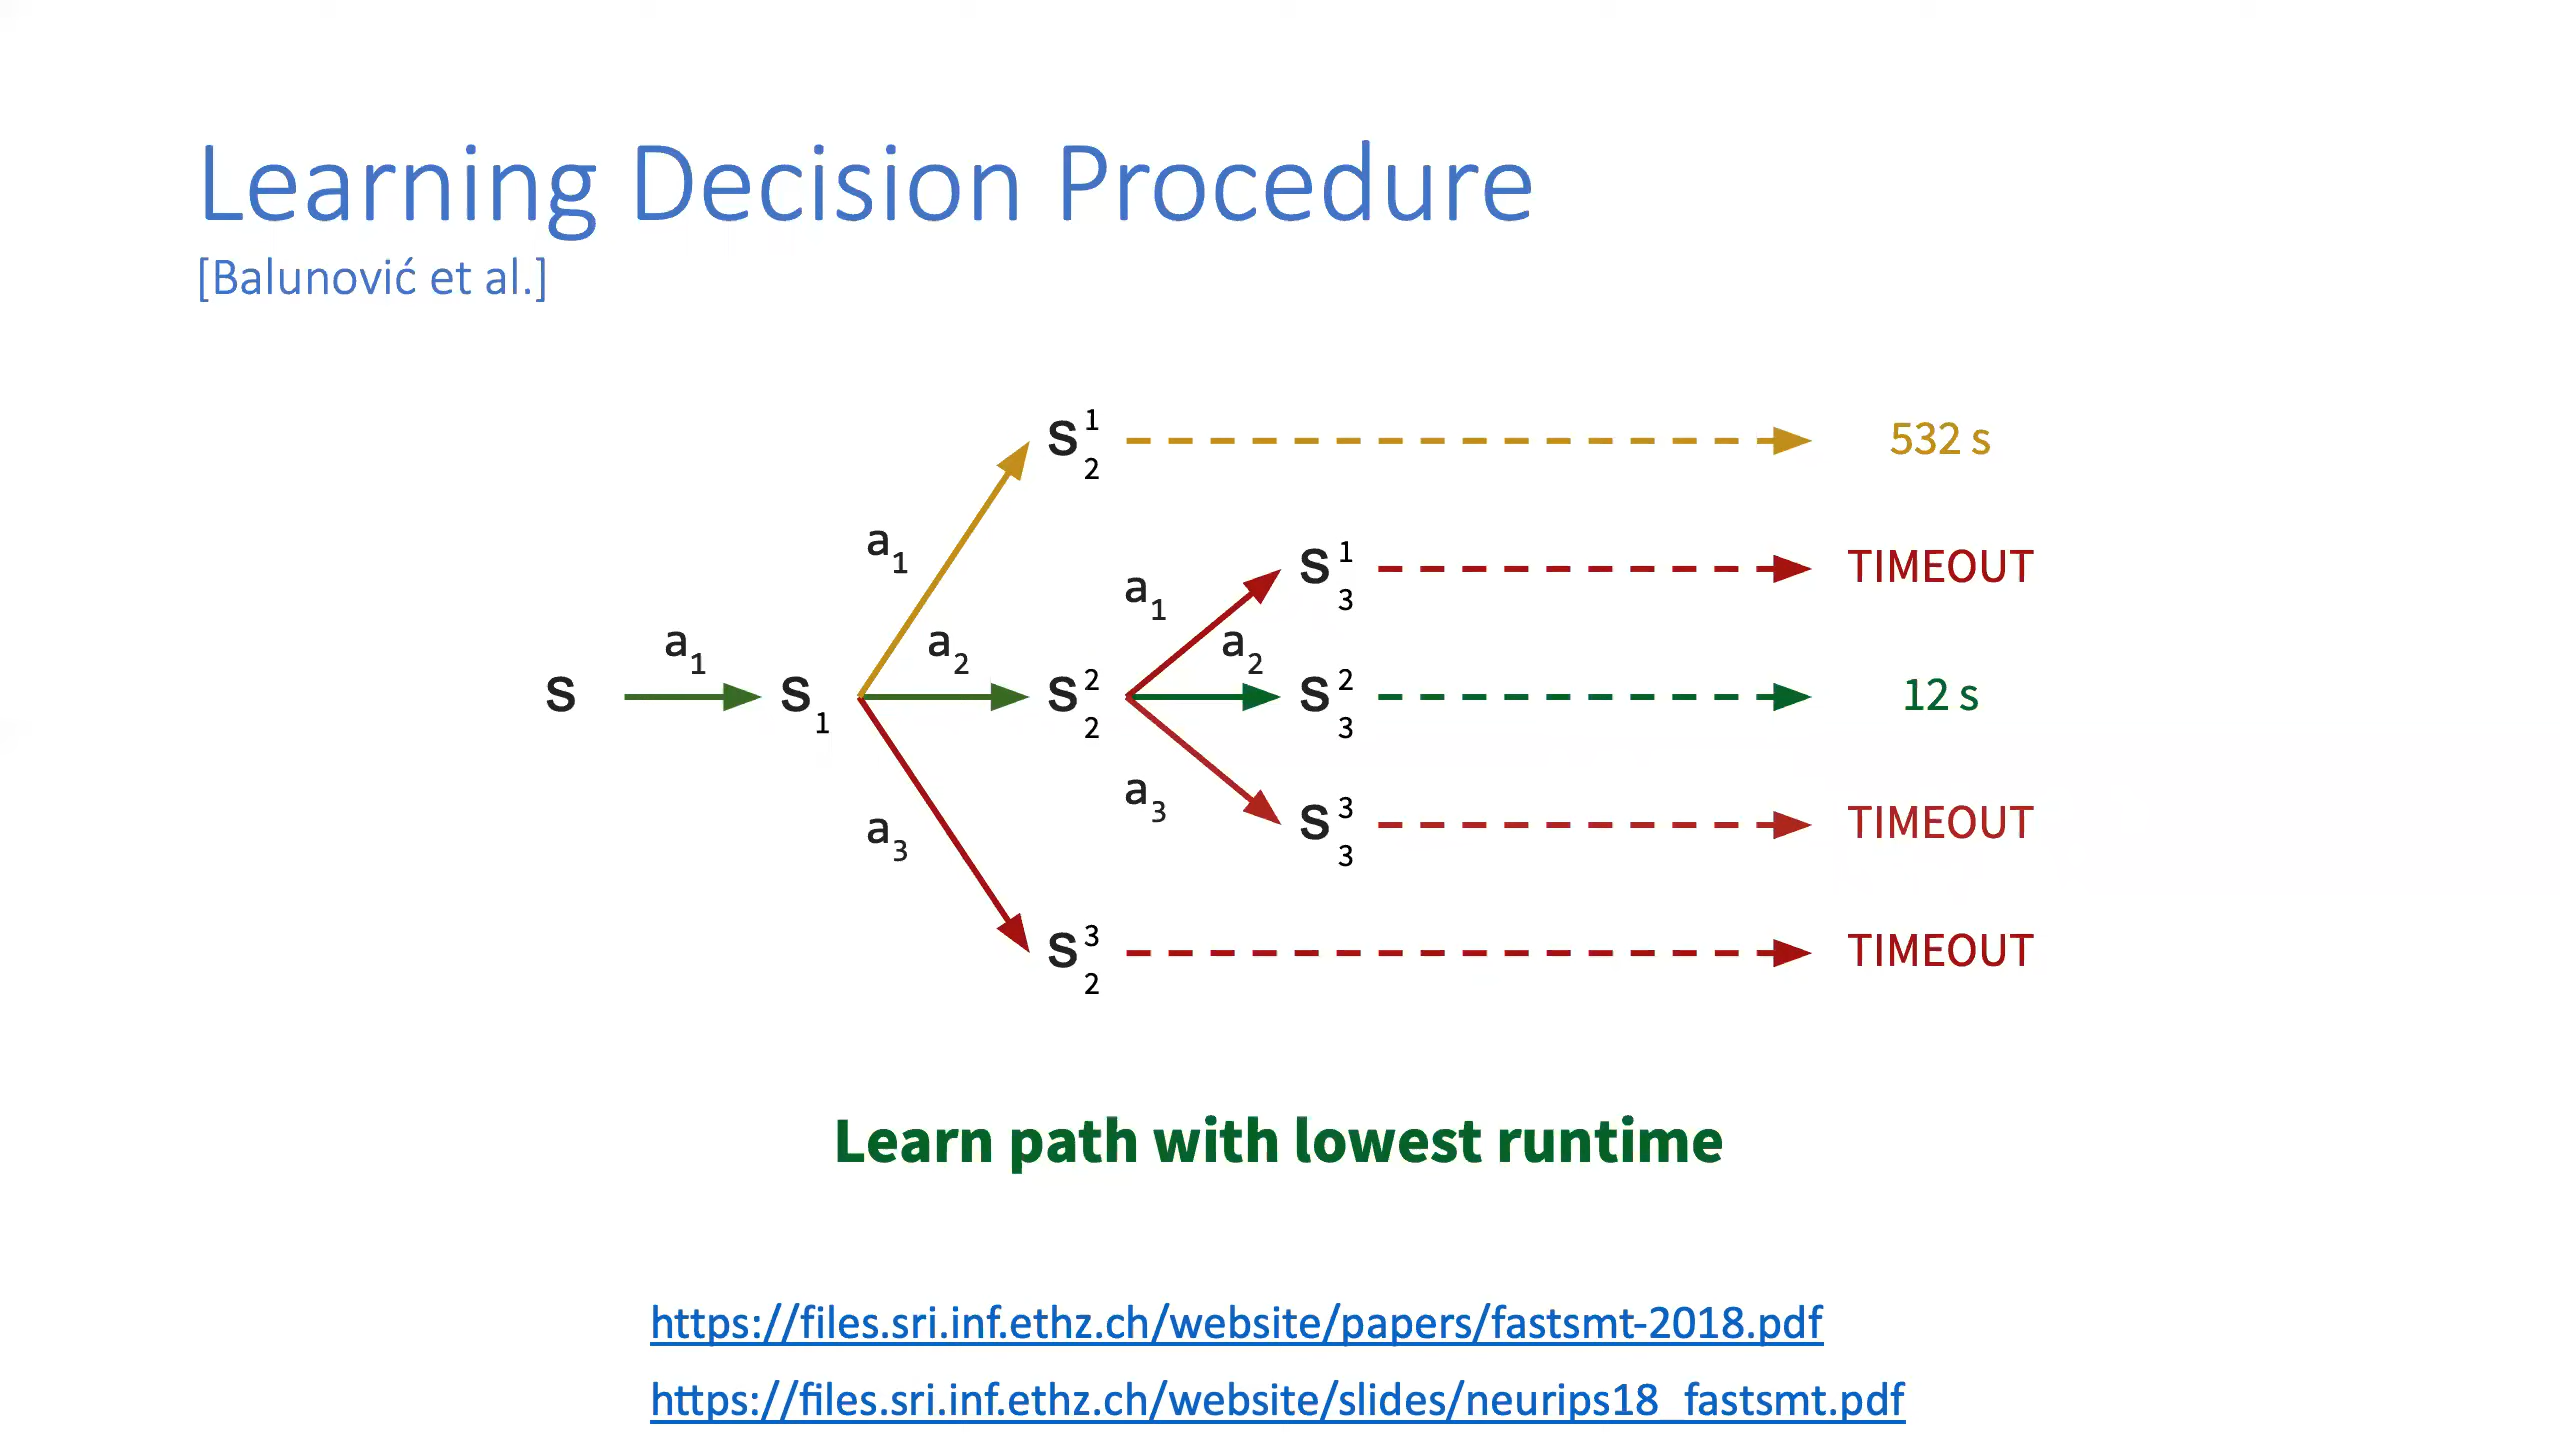 Learning Decision Procedure
[Balunović et al.]
S₂¹
532 s
a₁
S₃¹
TIMEOUT
a₁
a₁
a₂
a₂
S
S₁
S₂²
S₃²
12 s
a₃
a₃
S₃³
TIMEOUT
S₂³
TIMEOUT
Learn path with lowest runtime
https://files.sri.inf.ethz.ch/website/papers/fastsmt-2018.pdf
https://files.sri.inf.ethz.ch/website/slides/neurips18_fastsmt.pdf